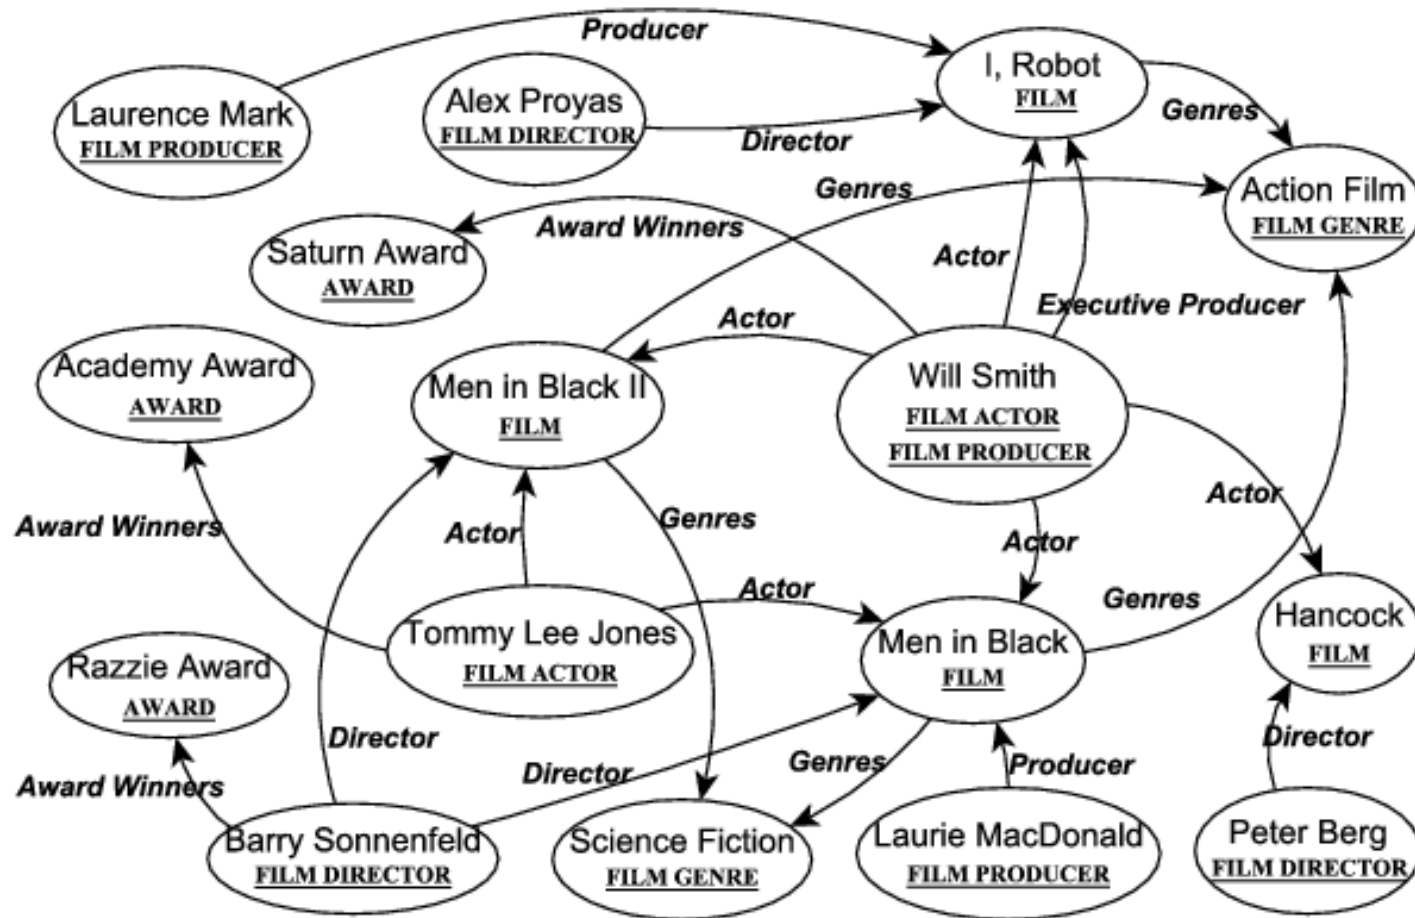 Producer
I, Robot
FILM
Laurence Mark
FILM PRODUCER
Alex Proyas
FILM DIRECTOR
Director
Genres
Genres
Action Film
FILM GENRE
Award Winners
Saturn Award
AWARD
Actor
Executive Producer
Actor
Academy Award
AWARD
Men in Black II
FILM
Will Smith
FILM ACTOR
FILM PRODUCER
Award Winners
Actor
Genres
Actor
Actor
Actor
Genres
Tommy Lee Jones
FILM ACTOR
Men in Black
FILM
Hancock
FILM
Razzie Award
AWARD
Director
Director
Genres
Producer
Director
Award Winners
Barry Sonnenfeld
FILM DIRECTOR
Science Fiction
FILM GENRE
Laurie MacDonald
FILM PRODUCER
Peter Berg
FILM DIRECTOR